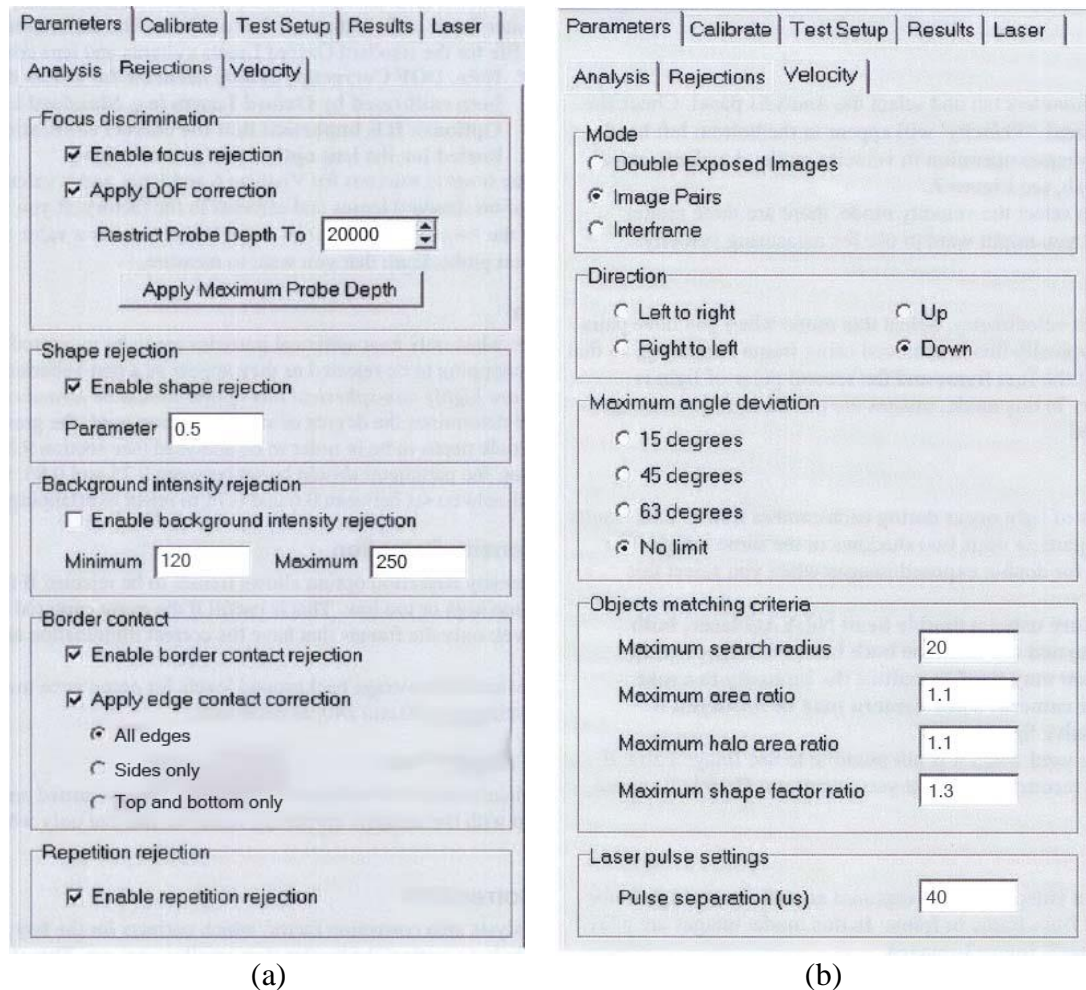 Parameters Calibrate Test Setup Results Laser
Analysis Rejections Velocity
Focus discrimination
Enable focus rejection
Apply DOF correction
Restrict Probe Depth To 20000
Apply Maximum Probe Depth
Shape rejection
Enable shape rejection
Parameter 0.5
Background intensity rejection
Enable background intensity rejection
Minimum 120 Maximum 250
Border contact
Enable border contact rejection
Apply edge contact correction
All edges
Sides only
Top and bottom only
Repetition rejection
Enable repetition rejection
(a)
Parameters Calibrate Test Setup Results Laser
Analysis Rejections Velocity
Mode
Double Exposed Images
Image Pairs
Interframe
Direction
Left to right Up
Right to left Down
Maximum angle deviation
15 degrees
45 degrees
63 degrees
No limit
Objects matching criteria
Maximum search radius 20
Maximum area ratio 1.1
Maximum halo area ratio 1.1
Maximum shape factor ratio 1.3
Laser pulse settings
Pulse separation (us) 40
(b)